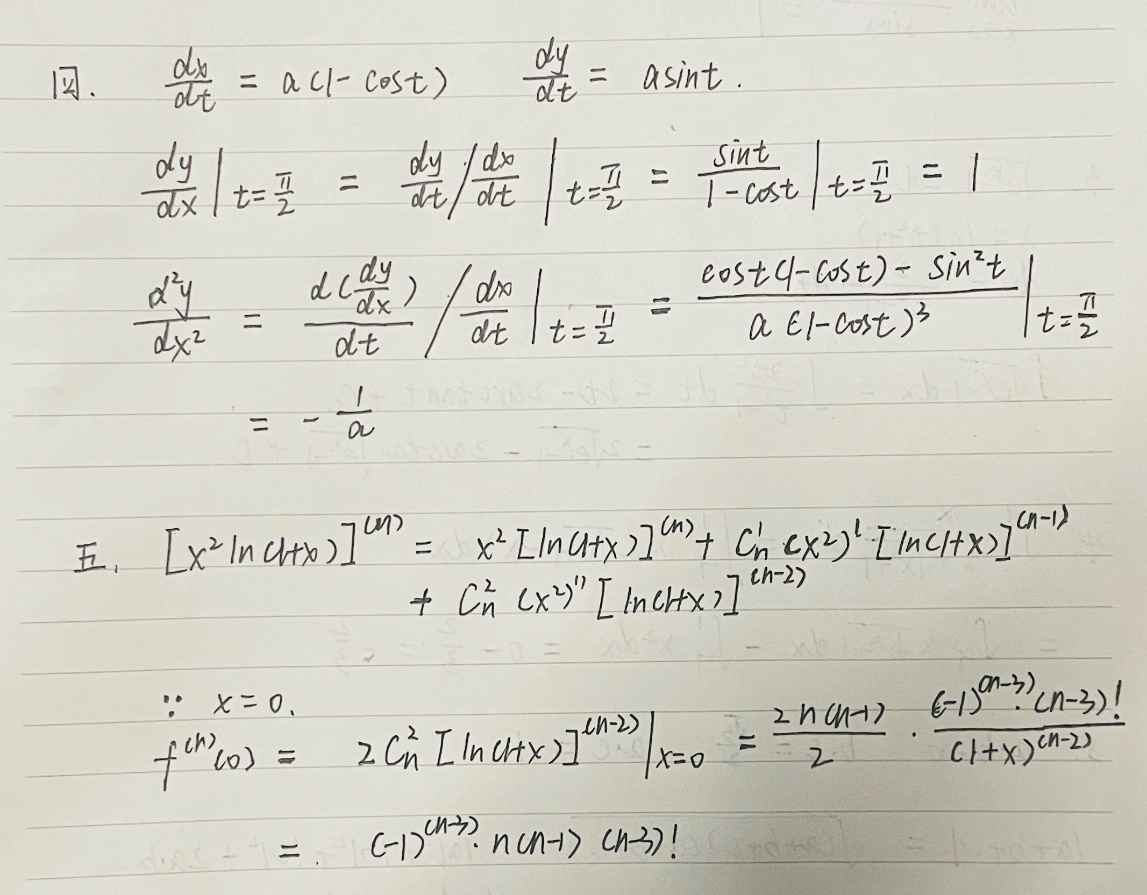 四. dx/dt = a(1-cost) dy/dt = asint.
dy/dx|t=π/2 = dy/dt/dx/dt|t=π/2 = sint/1-cost|t=π/2 = 1
d²y/dx² = d(dy/dx)/dt/dx/dt|t=π/2 = cost(1-cost)-sin²t/a(1-cost)³|t=π/2
= -1/a
五. [x²ln(1+x)]⁽ⁿ⁾ = x²[ln(1+x)]⁽ⁿ⁾ + Cₙ¹(x²)'[ln(1+x)]⁽ⁿ⁻¹⁾
+ Cₙ²(x²)''[ln(1+x)]⁽ⁿ⁻²⁾
∵ x=0.
f⁽ⁿ⁾(0) = 2Cₙ²[ln(1+x)]⁽ⁿ⁻²⁾|x=0 = 2n(n-1)/2 · (-1)⁽ⁿ⁻³⁾·(n-3)!/(1+x)⁽ⁿ⁻²⁾
= (-1)⁽ⁿ⁻³⁾·n(n-1)(n-3)!